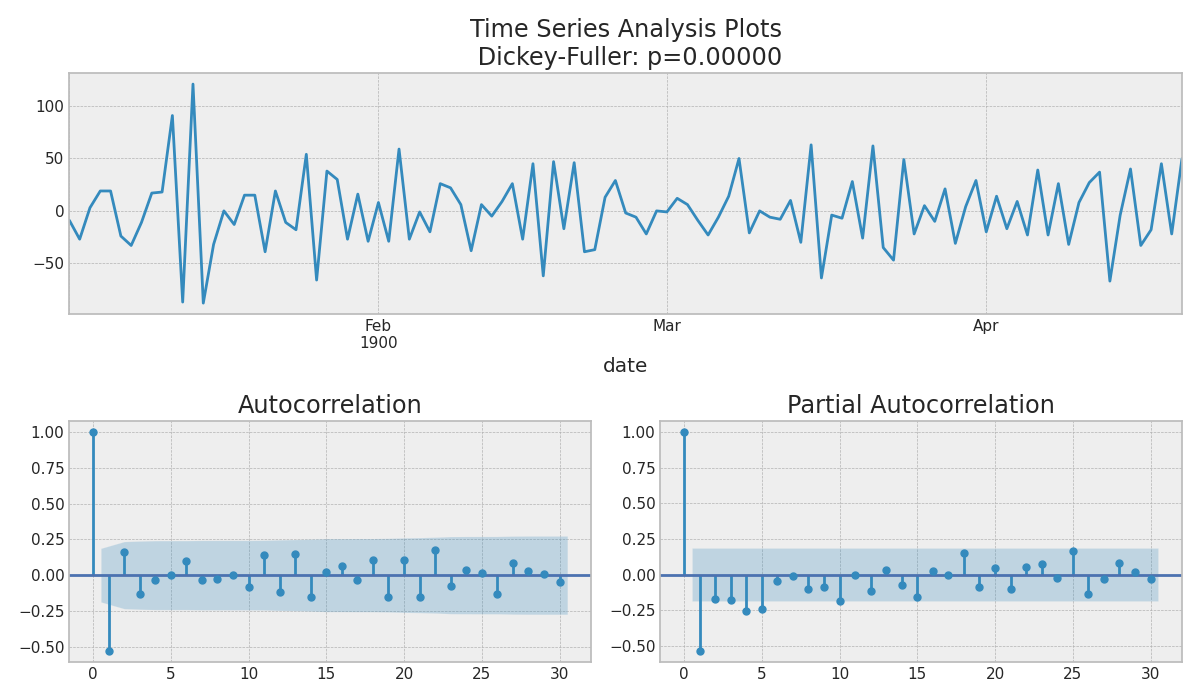 Time Series Analysis Plots
Dickey-Fuller: p=0.00000
100
50
0
−50
Feb
1900
Mar
Apr
date
Autocorrelation
1.00
0.75
0.50
0.25
0.00
−0.25
−0.50
0 5 10 15 20 25 30
Partial Autocorrelation
1.00
0.75
0.50
0.25
0.00
−0.25
−0.50
0 5 10 15 20 25 30